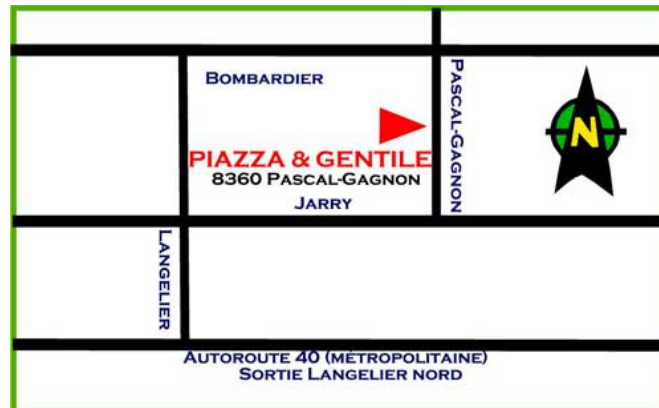 BOMBARDIER
PASCAL-GAGNON
N
PIAZZA & GENTILE
8360 PASCAL-GAGNON
JARRY
LANGELIER
AUTOROUTE 40 (MÉTROPOLITAINE)
SORTIE LANGELIER NORD